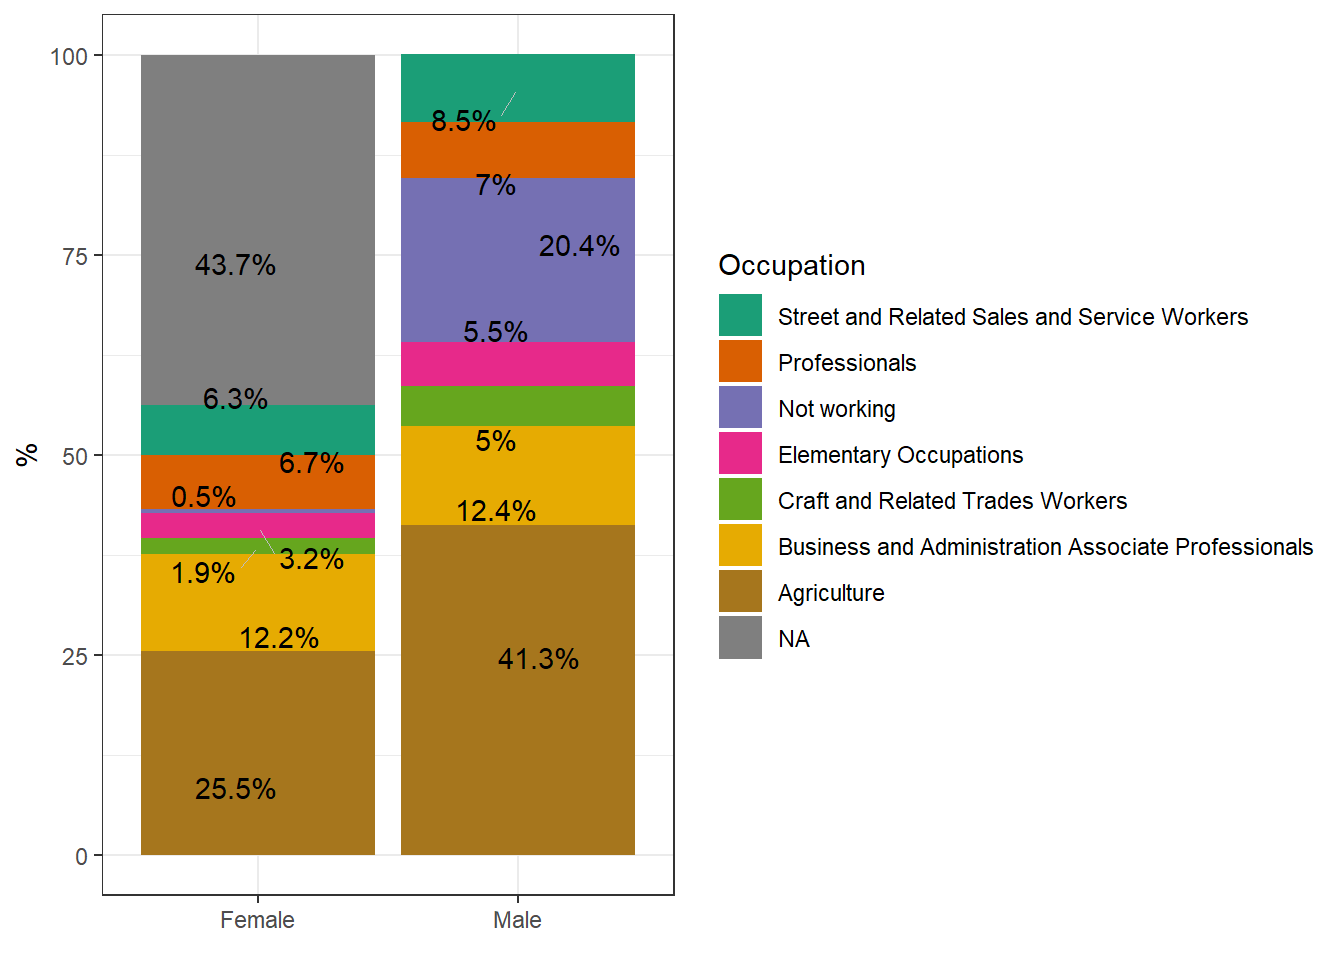 100
75
50
25
0
%
8.5%
7%
20.4%
43.7%
5.5%
6.3%
5%
6.7%
0.5%
12.4%
3.2%
1.9%
12.2%
41.3%
25.5%
Female
Male
Occupation
Street and Related Sales and Service Workers
Professionals
Not working
Elementary Occupations
Craft and Related Trades Workers
Business and Administration Associate Professionals
Agriculture
NA